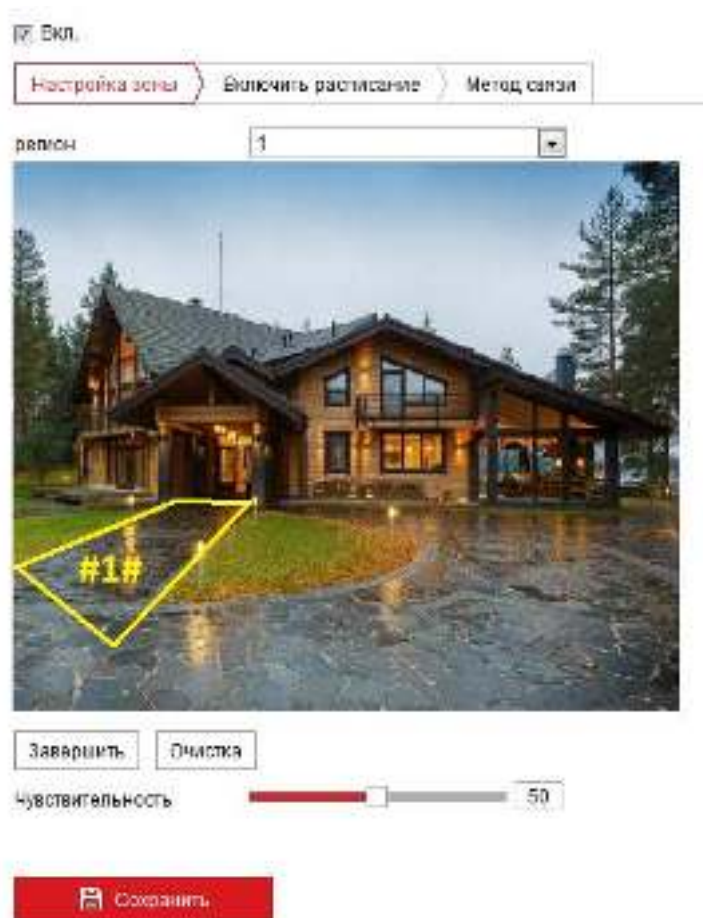 Вкл.
Настройка зоны Включить расписание Метод связи
регион 1
#1#
Завершить Очистка
Чувствительность 50
Сохранить